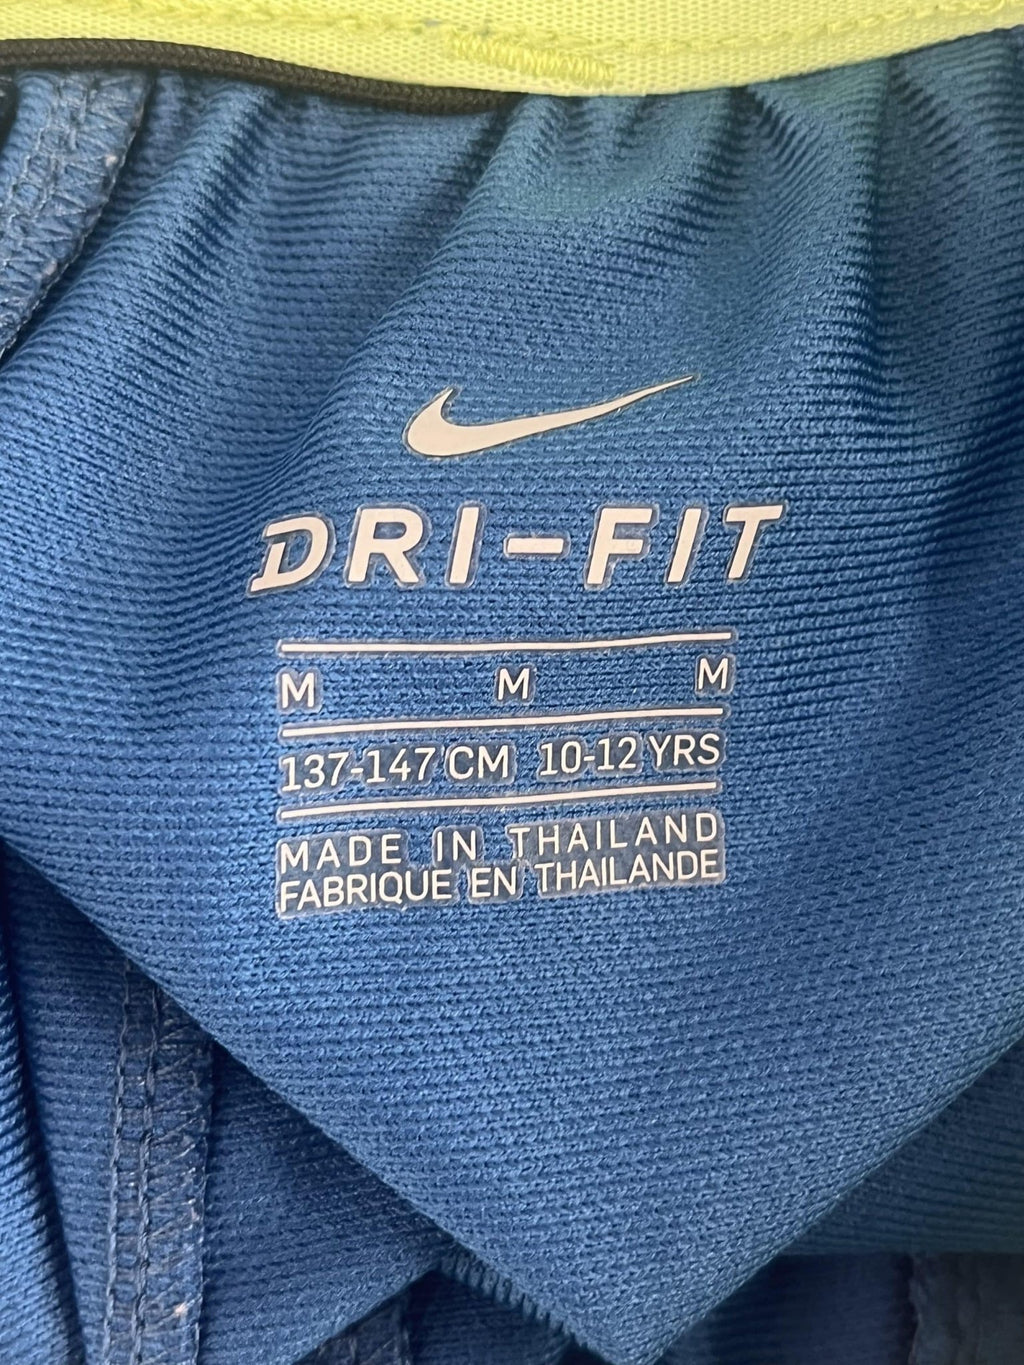 DRI-FIT
M M M
137-147 CM 10-12 YRS
MADE IN THAILAND
FABRIQUE EN THAILANDE